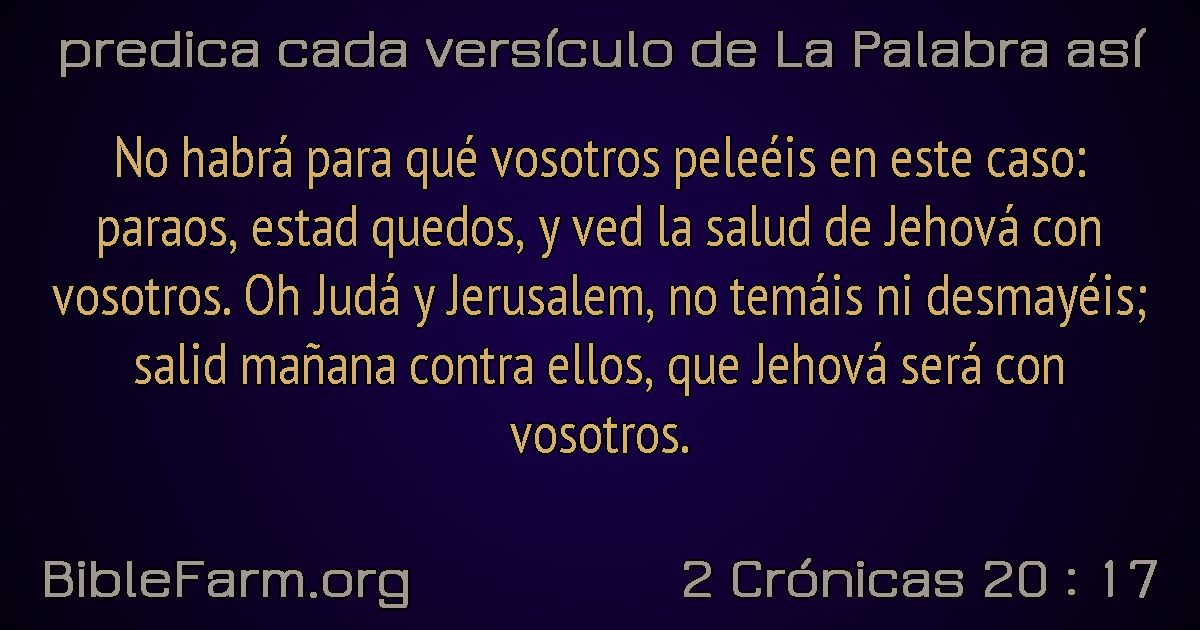 predica cada versículo de La Palabra así
No habrá para qué vosotros peleéis en este caso:
paraos, estad quedos, y ved la salud de Jehová con
vosotros. Oh Judá y Jerusalem, no temáis ni desmayéis;
salid mañana contra ellos, que Jehová será con
vosotros.
BibleFarm.org
2 Crónicas 20 : 17